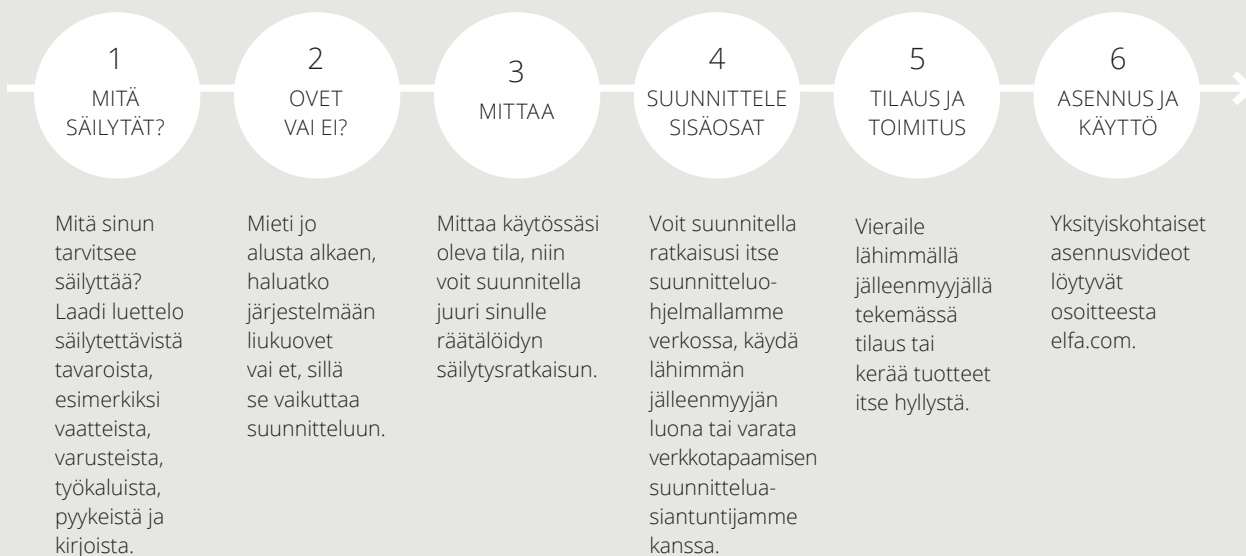 1
MITÄ
SÄILYTÄT?
Mitä sinun
tarvitsee
säilyttää?
Laadi luettelo
säilytettävistä
tavaroista,
esimerkiksi
vaatteista,
varusteista,
työkaluista,
pyykeistä ja
kirjoista.
2
OVET
VAI EI?
Mieti jo
alusta alkaen,
haluatko
järjestelmään
liukuovet
vai et, sillä
se vaikuttaa
suunnitteluun.
3
MITTAA
Mittaa käytössäsi
oleva tila, niin
voit suunnitella
juuri sinulle
räätälöidyn
säilytysratkaisun.
4
SUUNNITTELE
SISÄOSAT
Voit suunnitella
ratkaisusi itse
suunnitteluo-
hjelmallamme
verkossa, käydä
lähimmän
jälleenmyyjän
luona tai varata
verkkotapaamisen
suunnittelua-
siantuntijamme
kanssa.
5
TILAUS JA
TOIMITUS
Vieraile
lähimmällä
jälleenmyyjällä
tekemässä
tilaus tai
kerää tuotteet
itse hyllystä.
6
ASENNUS JA
KÄYTTÖ
Yksityiskohtaiset
asennusvideot
löytyvät
osoitteesta
elfa.com.